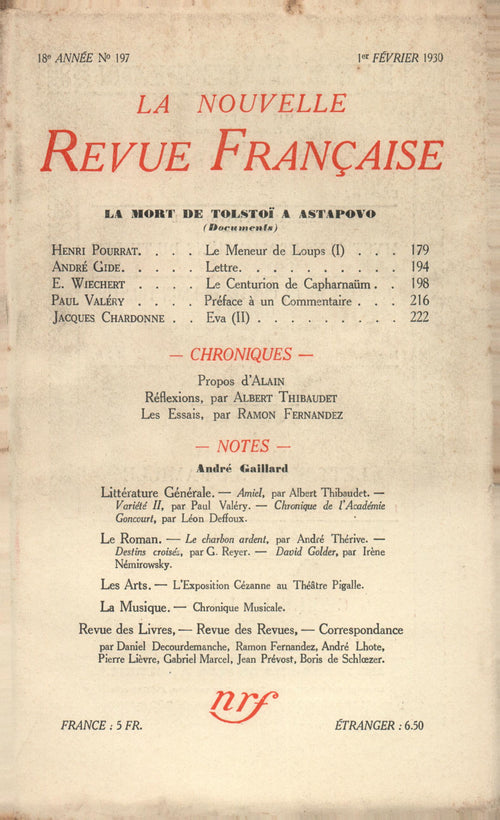 18e ANNÉE No 197 1er FÉVRIER 1930
LA NOUVELLE
REVUE FRANÇAISE
LA MORT DE TOLSTOÏ A ASTAPOVO
(Documents)
HENRI POURRAT. . . . Le Meneur de Loups (I) . . . 179
ANDRÉ GIDE. . . . . Lettre. . . . . . . . . . 194
E. WIECHERT . . . . Le Centurion de Capharnaüm . . 198
PAUL VALÉRY . . . . Préface à un Commentaire . . . 216
JACQUES CHARDONNE . . Eva (II) . . . . . . . . . 222
— CHRONIQUES —
Propos d'ALAIN
Réflexions, par ALBERT THIBAUDET
Les Essais, par RAMON FERNANDEZ
— NOTES —
André Gaillard
Littérature Générale. — Amiel, par Albert Thibaudet. —
Variété II, par Paul Valéry. — Chronique de l'Académie
Goncourt, par Léon Deffoux.
Le Roman. — Le charbon ardent, par André Thérive. —
Destins croisés, par G. Reyer. — David Golder, par Irène
Némirowsky.
Les Arts. — L'Exposition Cézanne au Théâtre Pigalle.
La Musique. — Chronique Musicale.
Revue des Livres, — Revue des Revues, — Correspondance
par Daniel Decourdemanche, Ramon Fernandez, André Lhote,
Pierre Lièvre, Gabriel Marcel, Jean Prévost, Boris de Schlœzer.
nrf
FRANCE : 5 FR. ÉTRANGER : 6.50